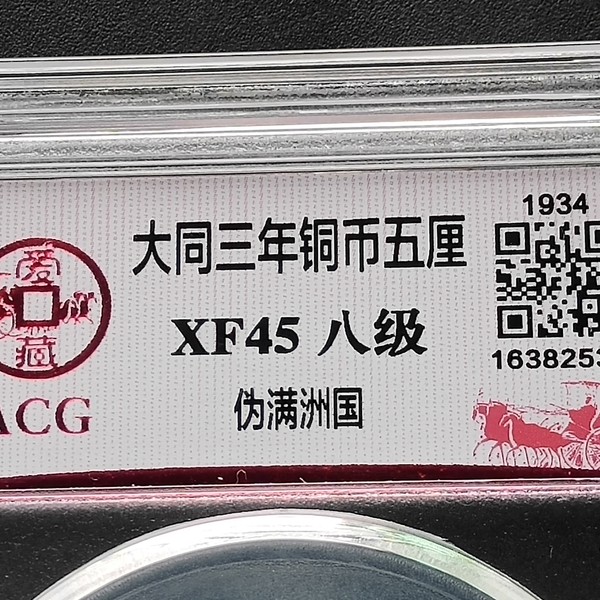 1934
大同三年铜币五厘
爱
XF45 八级
藏
1638253
ACG
伪满洲国